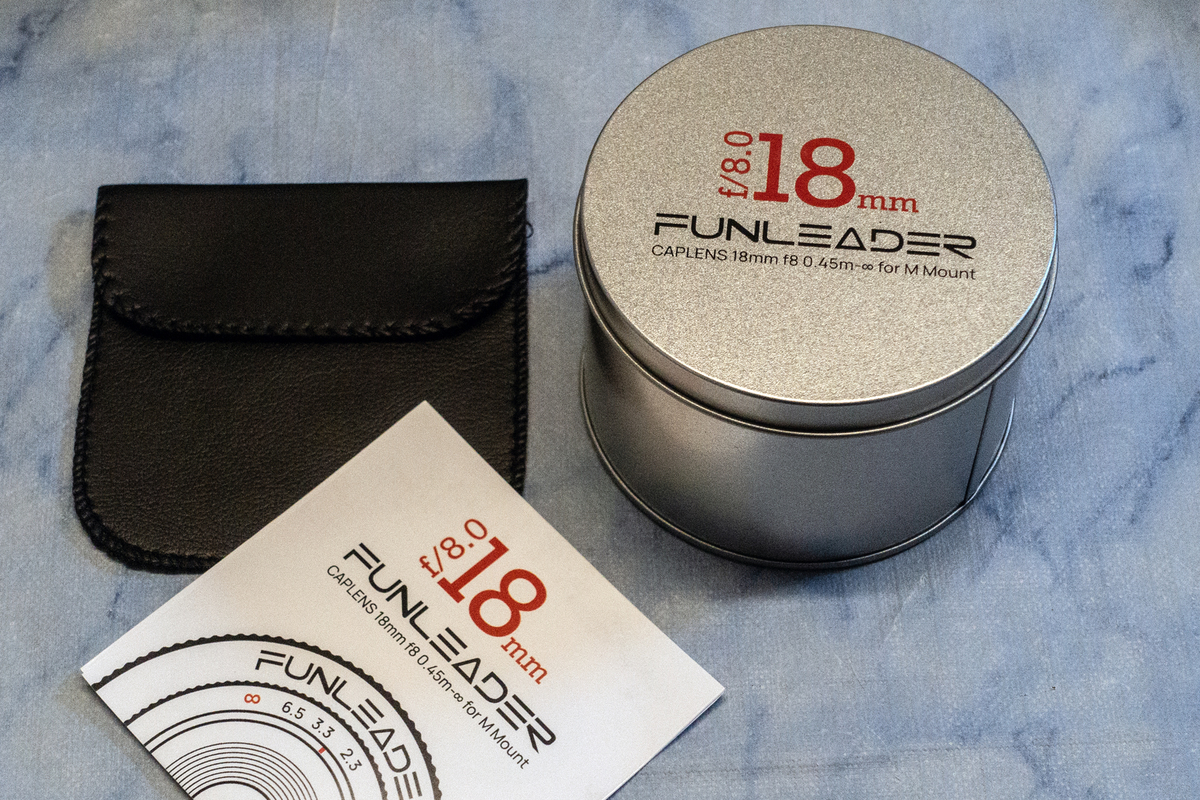 f/8.0 18mm
FUNLEADER
CAPLENS 18mm f8 0.45m-∞ for M Mount
f/8.0 18mm
FUNLEADER
CAPLENS 18mm f8 0.45m-∞ for M Mount
FUNLEADE
∞ 6.5 3.3 2.3